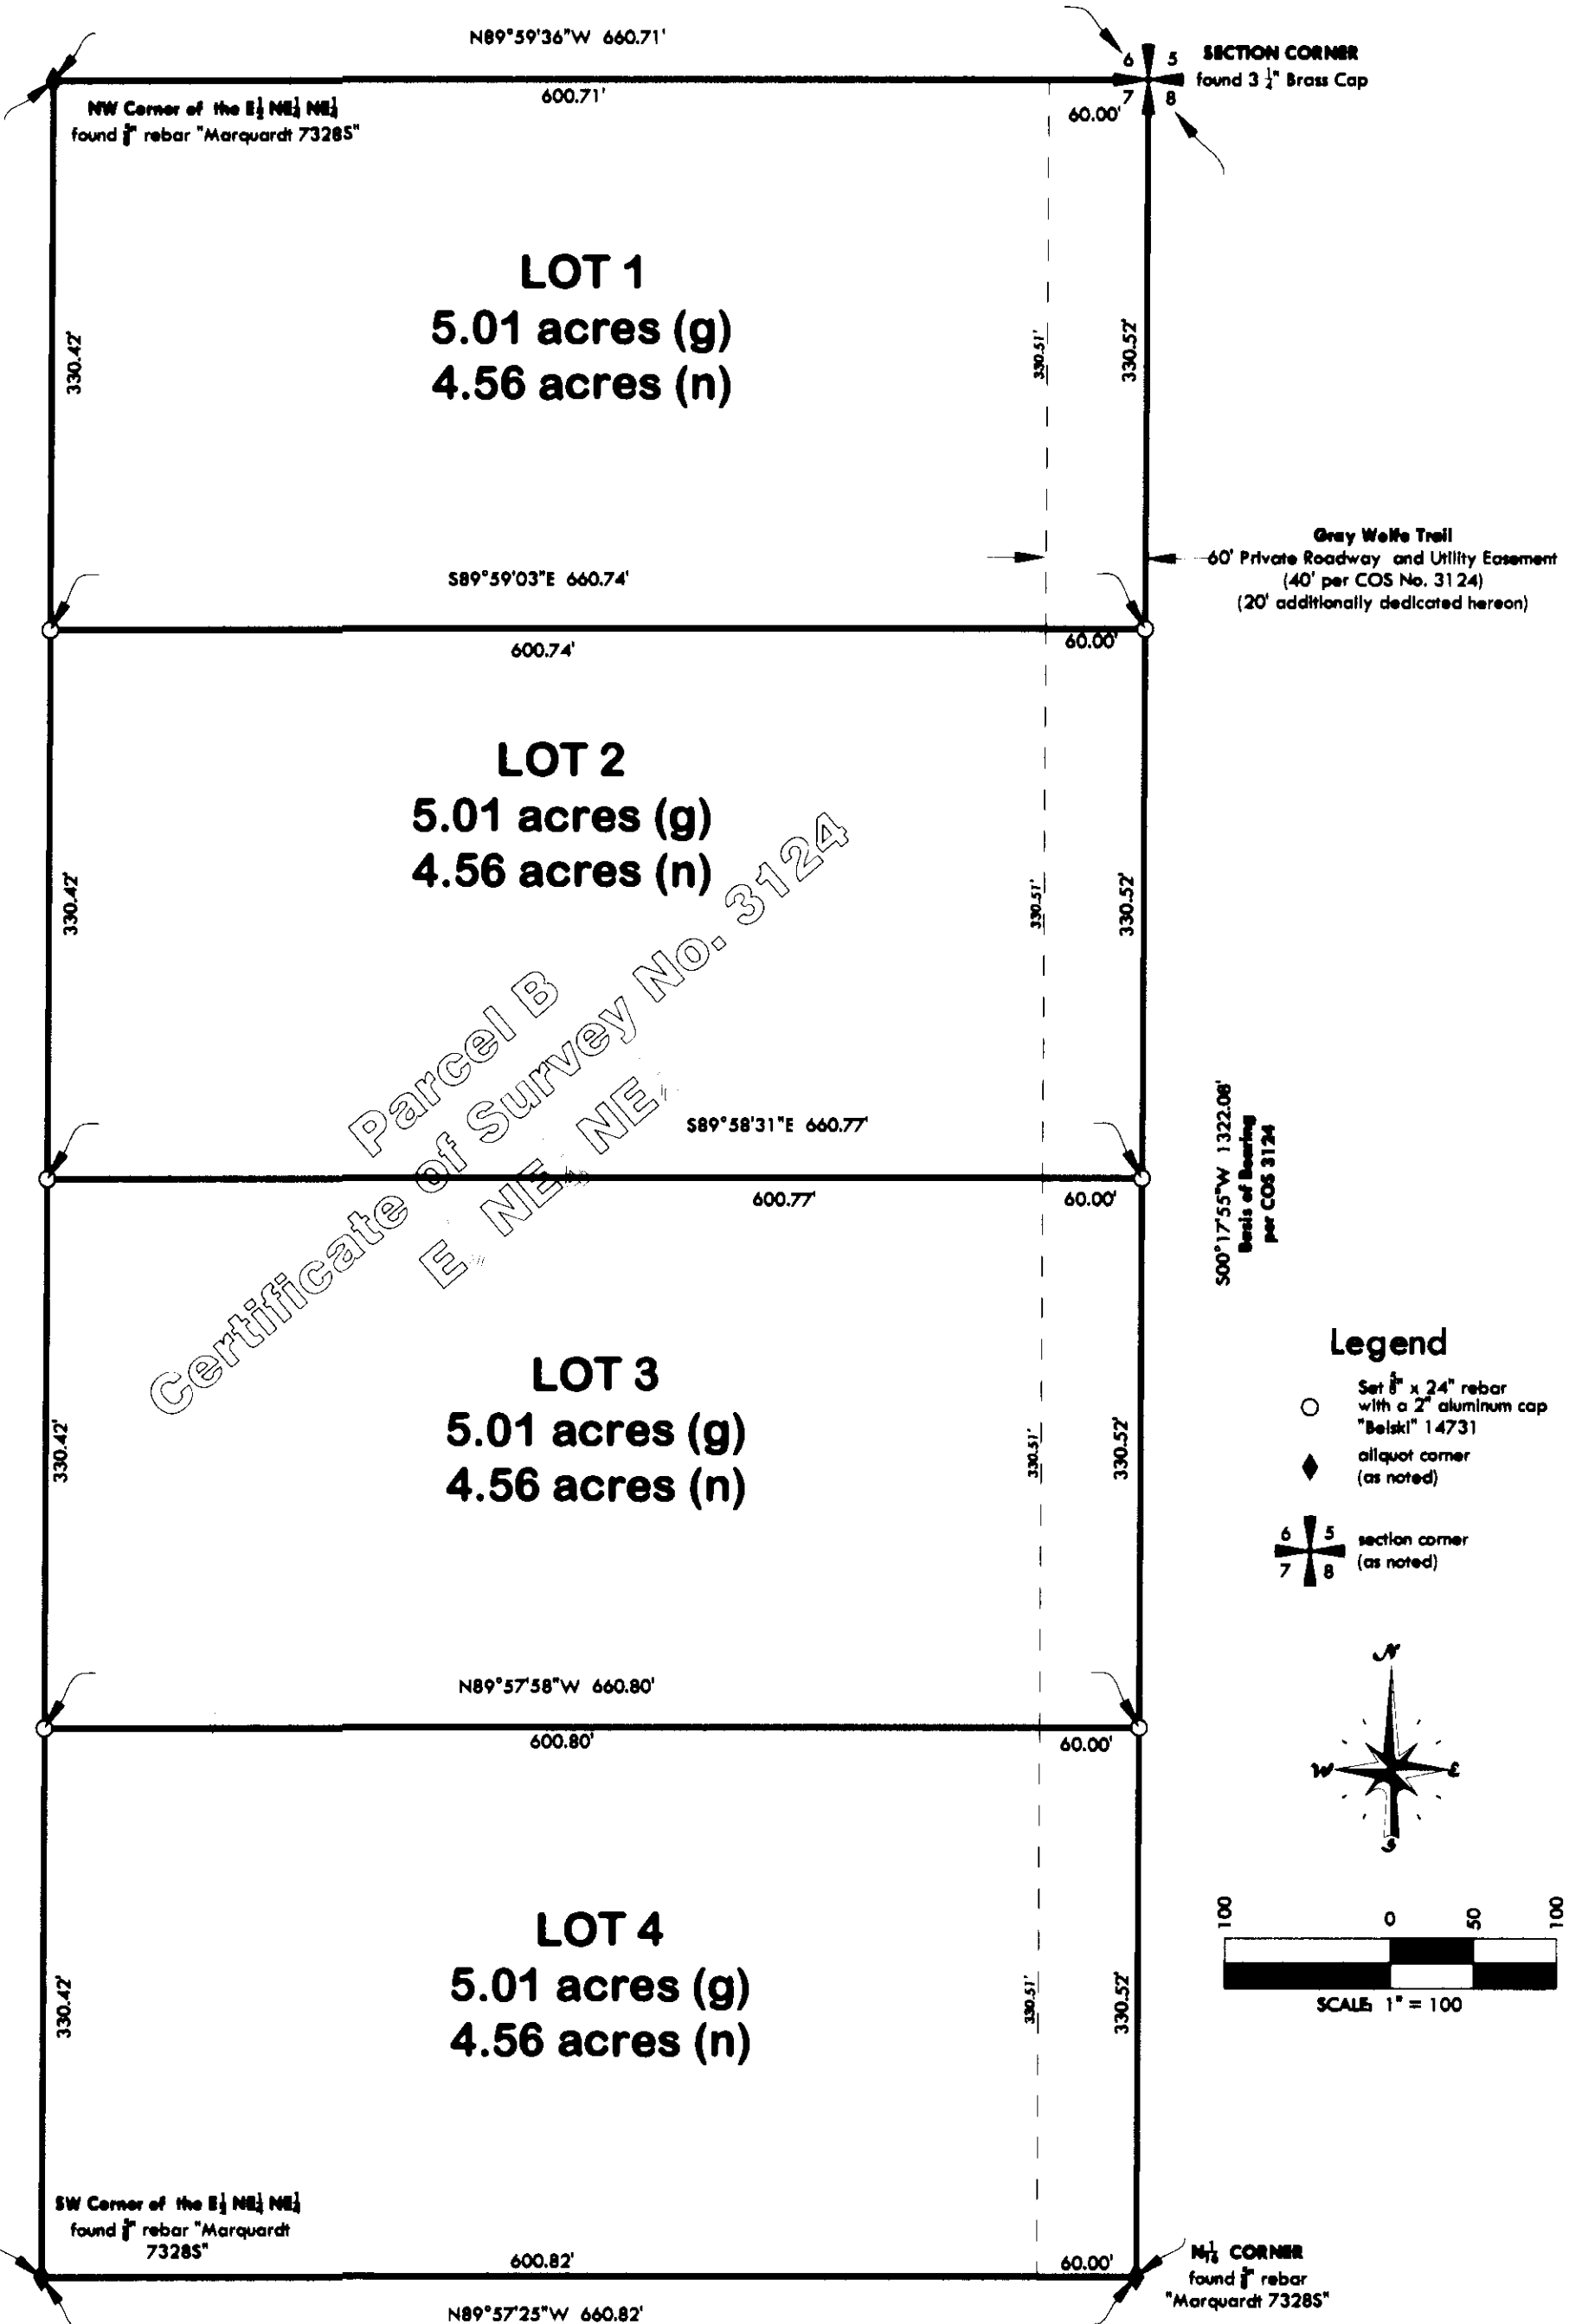 N89°59'36"W 660.71'
600.71'
60.00'
6 5
7 8
SECTION CORNER
found 3 ¼" Brass Cap
NW Corner of the E½ NE¼ NE¼
found ⅝" rebar "Marquardt 7328S"
LOT 1
5.01 acres (g)
4.56 acres (n)
330.42'
330.51'
330.52'
Gray Wolfe Trail
60' Private Roadway and Utility Easement
(40' per COS No. 3124)
(20' additionally dedicated hereon)
S89°59'03"E 660.74'
600.74'
60.00'
LOT 2
5.01 acres (g)
4.56 acres (n)
330.42'
330.51'
330.52'
Parcel B
Certificate of Survey No. 3124
E NE NE
S89°58'31"E 660.77'
600.77'
60.00'
S00°17'55"W 1322.08'
Basis of Bearing
per COS 3124
LOT 3
5.01 acres (g)
4.56 acres (n)
330.42'
330.51'
330.52'
Legend
Set ⅝" x 24" rebar
with a 2" aluminum cap
"Belski" 14731
aliquot corner
(as noted)
6 5
7 8
section corner
(as noted)
N89°57'58"W 660.80'
600.80'
60.00'
N
W E
S
LOT 4
5.01 acres (g)
4.56 acres (n)
330.42'
330.51'
330.52'
100 0 50 100
SCALE: 1" = 100
SW Corner of the E½ NE¼ NE¼
found ⅝" rebar "Marquardt
7328S"
600.82'
60.00'
N89°57'25"W 660.82'
N1/16 CORNER
found ⅝" rebar
"Marquardt 7328S"